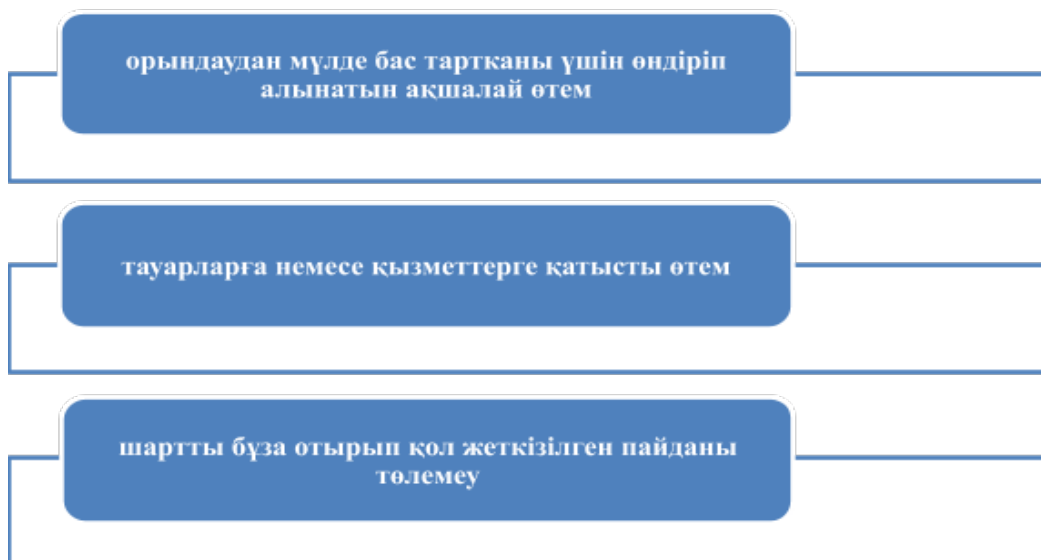 орындаудан мүлде бас тартканы үшін өндіріп
алынатын ақшалай өтем
тауарларға немесе қызметтерге қатысты өтем
шартты бұза отырып қол жеткізілген пайданы
төлемеу